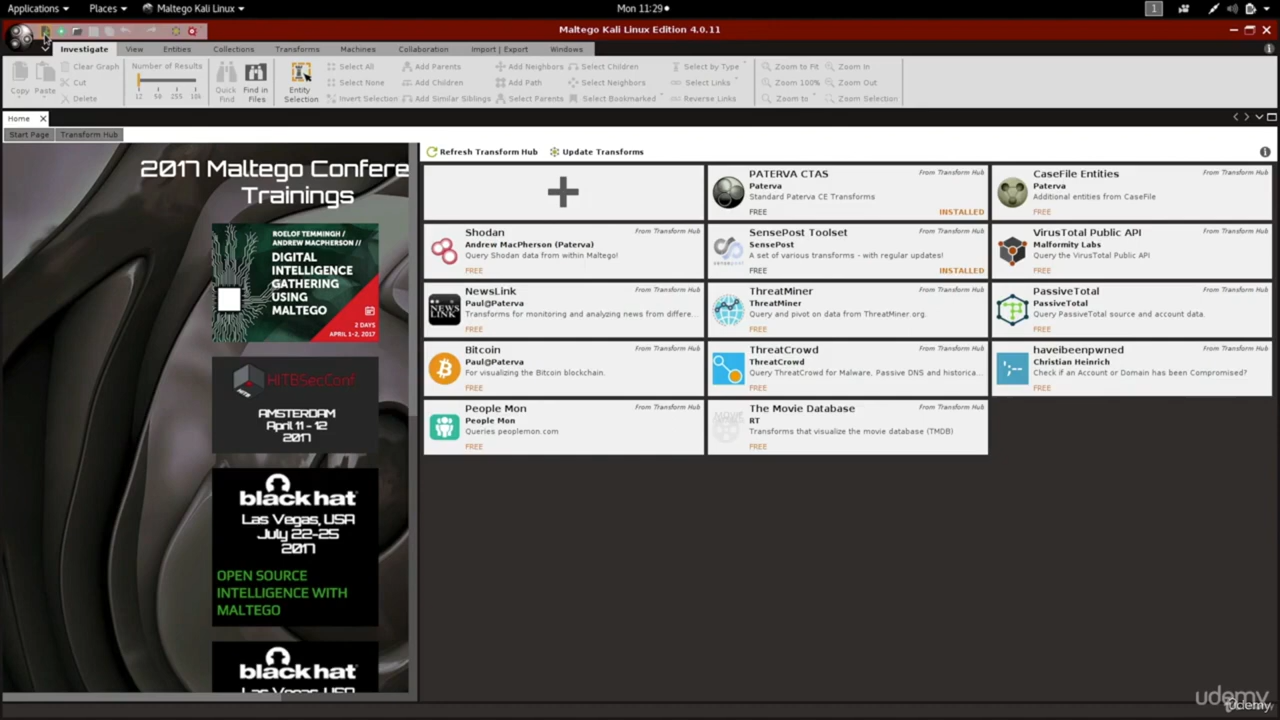 Applications
Places
Maltego Kali Linux
Mon 11:29
1
Maltego Kali Linux Edition 4.0.11
Investigate
View
Entities
Collections
Transforms
Machines
Collaboration
Import | Export
Windows
Copy
Paste
Clear Graph
Cut
Delete
Number of Results
12 50 255 10k
Quick Find
Find in Files
Entity Selection
Select All
Select None
Invert Selection
Add Parents
Add Children
Add Similar Siblings
Add Neighbors
Add Path
Select Parents
Select Children
Select Neighbors
Select Bookmarked
Select by Type
Select Links
Reverse Links
Zoom to Fit
Zoom 100%
Zoom to
Zoom In
Zoom Out
Zoom Selection
Home
Start Page
Transform Hub
2017 Maltego Confere
Trainings
ROELOF TEMMINGH /
ANDREW MACPHERSON //
DIGITAL
INTELLIGENCE
GATHERING
USING
MALTEGO
2 DAYS
APRIL 1-2, 2017
HITBSecConf
AMSTERDAM
April 11 - 12
2017
black hat
Las Vegas, USA
July 22-25
2017
OPEN SOURCE
INTELLIGENCE WITH
MALTEGO
black hat
Las Vegas, USA
Refresh Transform Hub
Update Transforms
PATERVA CTAS
From Transform Hub
Paterva
Standard Paterva CE Transforms
FREE
INSTALLED
CaseFile Entities
From Transform Hub
Paterva
Additional entities from CaseFile
FREE
Shodan
From Transform Hub
Andrew MacPherson (Paterva)
Query Shodan data from within Maltego!
FREE
SensePost Toolset
From Transform Hub
SensePost
A set of various transforms - with regular updates!
FREE
INSTALLED
VirusTotal Public API
From Transform Hub
Malformity Labs
Query the VirusTotal Public API
FREE
NEWS
LINK
NewsLink
From Transform Hub
Paul@Paterva
Transforms for monitoring and analyzing news from differe...
FREE
ThreatMiner
From Transform Hub
ThreatMiner
Query and pivot on data from ThreatMiner org.
FREE
PassiveTotal
From Transform Hub
PassiveTotal
Query PassiveTotal source and account data.
FREE
Bitcoin
From Transform Hub
Paul@Paterva
For visualizing the Bitcoin blockchain.
FREE
ThreatCrowd
From Transform Hub
ThreatCrowd
Query ThreatCrowd for Malware, Passive DNS and historica...
FREE
haveibeenpwned
From Transform Hub
Christian Heinrich
Check if an Account or Domain has been Compromised?
FREE
People Mon
From Transform Hub
People Mon
Queries peoplemon.com
FREE
The Movie Database
From Transform Hub
RT
Transforms that visualize the movie database (TMDB)
FREE
udemy
Udemy